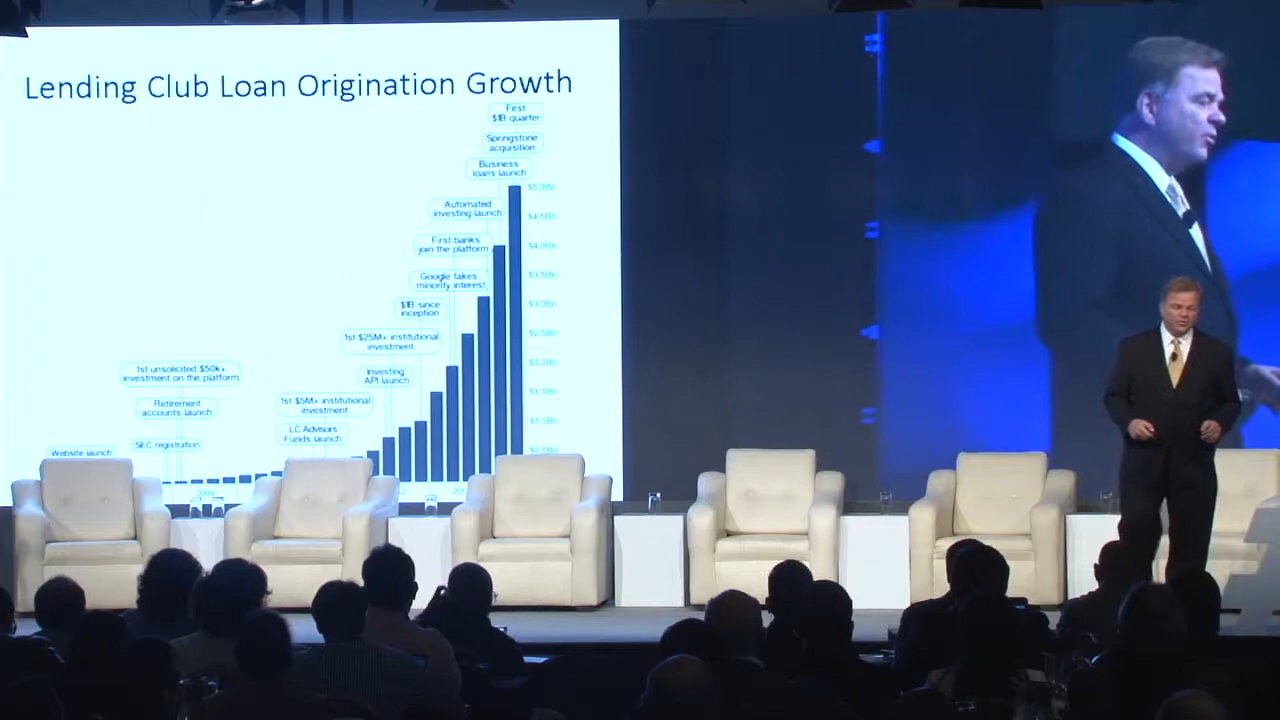 Lending Club Loan Origination Growth
First
$1B quarter
Springstone
acquisition
Business
loans launch
$5.0Bn
Automated
investing launch
$4.5Bn
First banks
join the platform
$4.0Bn
Google takes
minority interest
$3.5Bn
$1B since
inception
$3.0Bn
1st $25M+ institutional
investment
$2.5Bn
1st unsolicited $50k+
investment on the platform
Investing
API launch
$2.0Bn
Retirement
accounts launch
1st $5M+ institutional
investment
$1.5Bn
LC Advisors
Funds launch
$1.0Bn
SEC registration
Website launch
$0.5Bn
2009